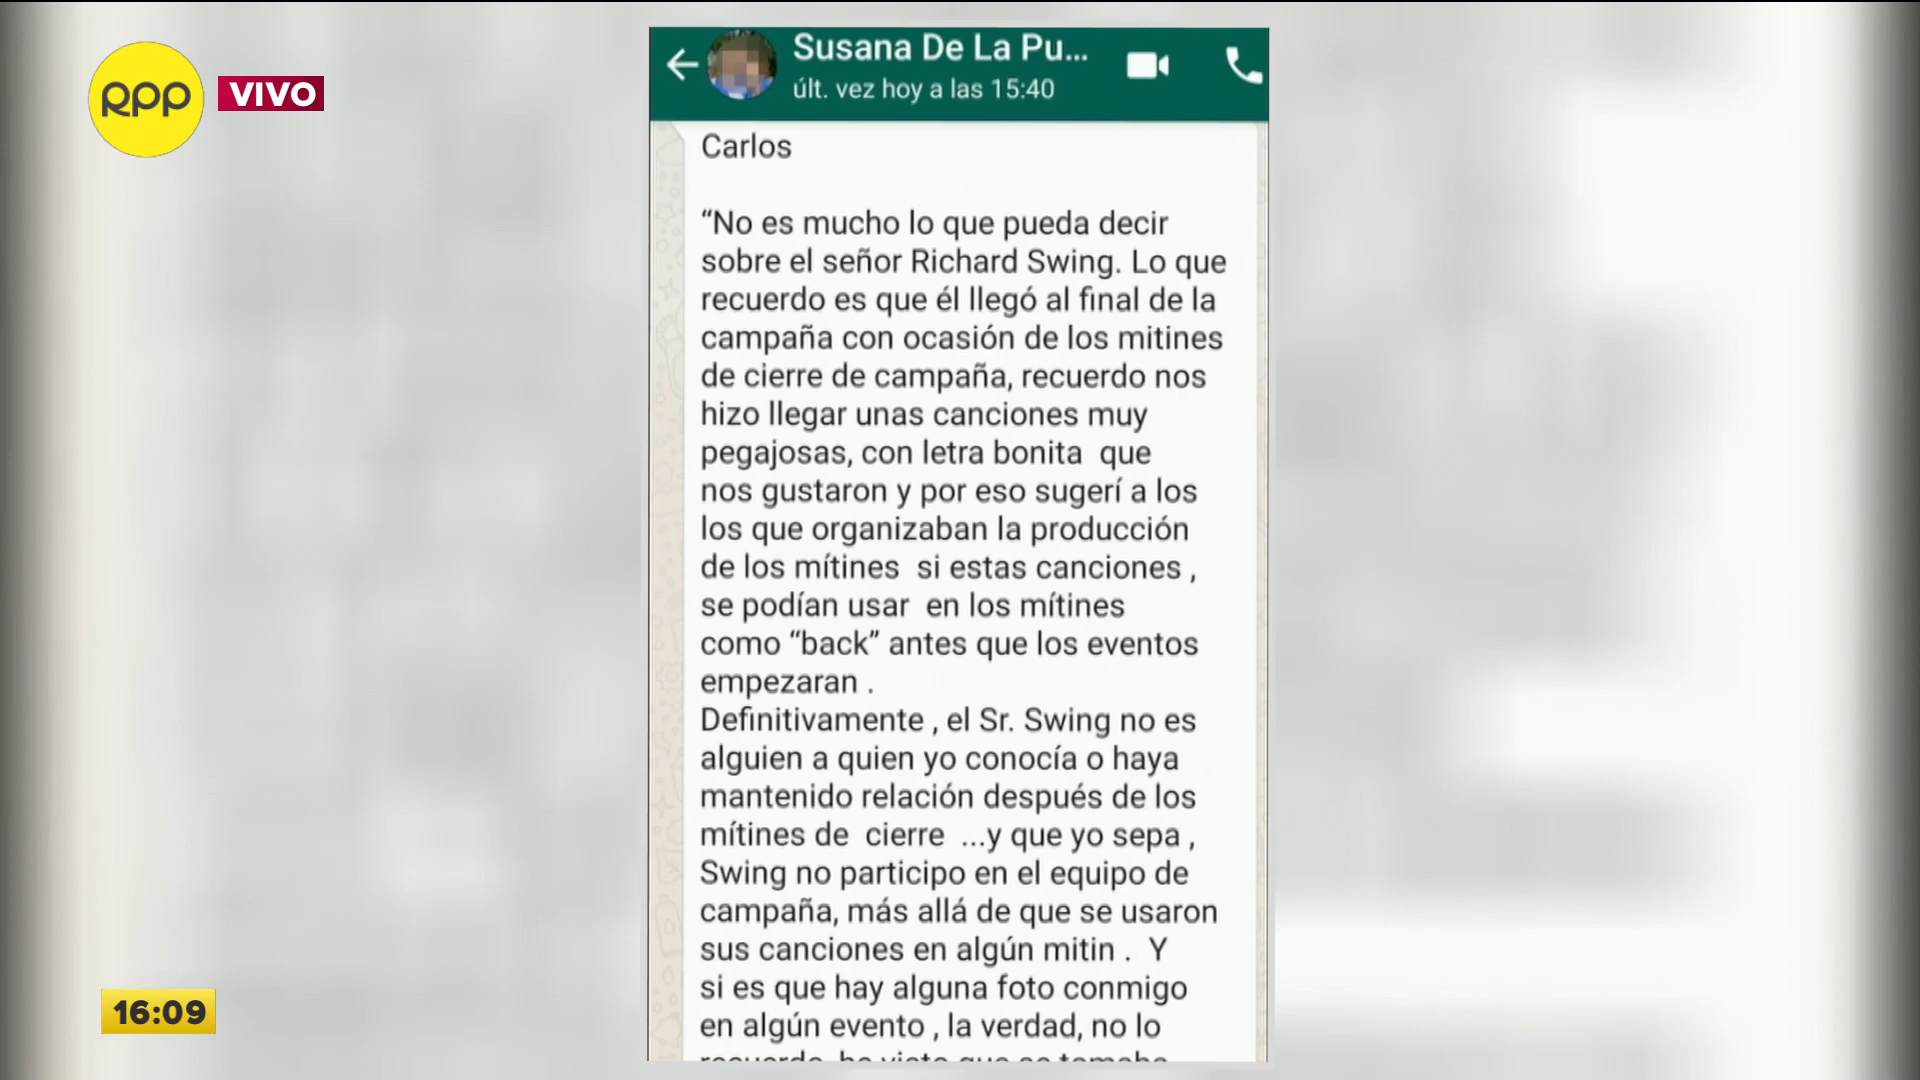 RPP
VIVO
Susana De La Pu...
últ. vez hoy a las 15:40
Carlos
“No es mucho lo que pueda decir
sobre el señor Richard Swing. Lo que
recuerdo es que él llegó al final de la
campaña con ocasión de los mitines
de cierre de campaña, recuerdo nos
hizo llegar unas canciones muy
pegajosas, con letra bonita  que
nos gustaron y por eso sugerí a los
los que organizaban la producción
de los mítines  si estas canciones ,
se podían usar  en los mítines
como “back” antes que los eventos
empezaran .
Definitivamente , el Sr. Swing no es
alguien a quien yo conocía o haya
mantenido relación después de los
mítines de  cierre  ...y que yo sepa ,
Swing no participo en el equipo de
campaña, más allá de que se usaron
sus canciones en algún mitin .  Y
si es que hay alguna foto conmigo
en algún evento , la verdad, no lo
16:09